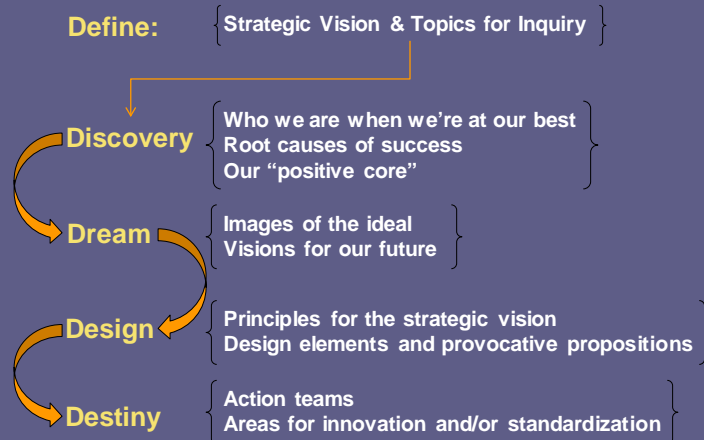 Define:
Strategic Vision & Topics for Inquiry
Discovery
Who we are when we're at our best
Root causes of success
Our “positive core”
Dream
Images of the ideal
Visions for our future
Design
Principles for the strategic vision
Design elements and provocative propositions
Destiny
Action teams
Areas for innovation and/or standardization